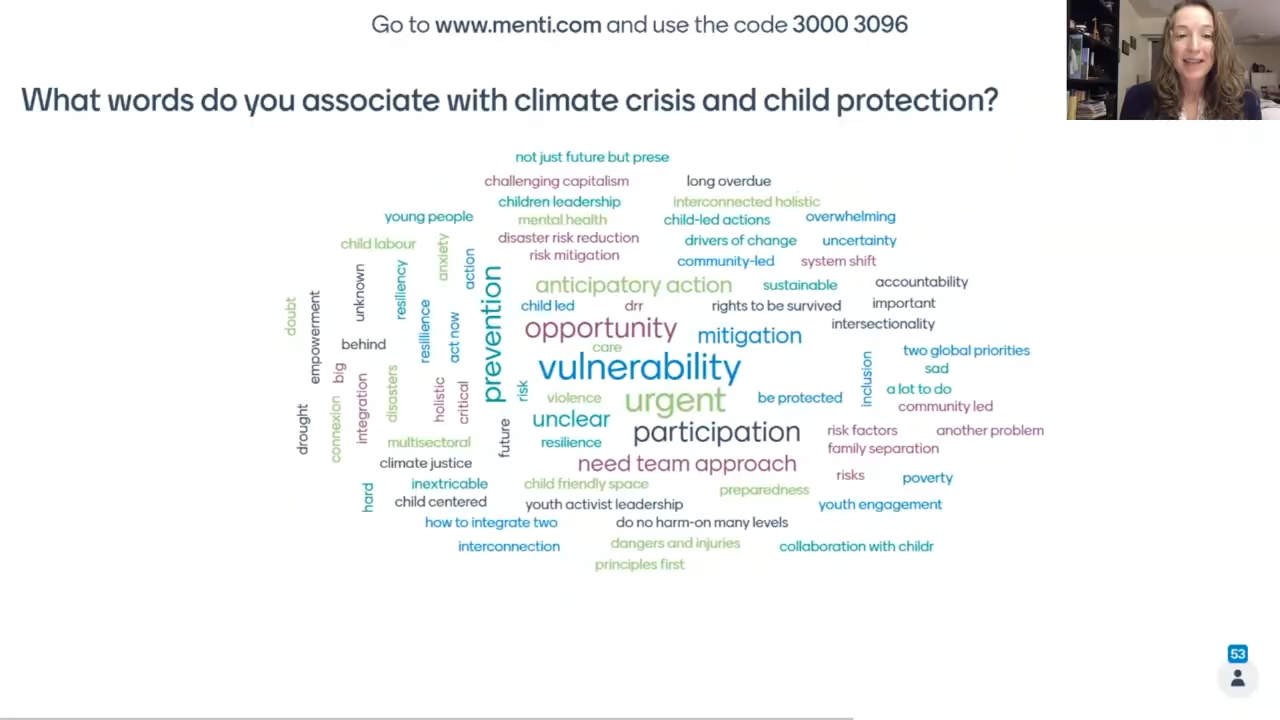 Go to www.menti.com and use the code 3000 3096
What words do you associate with climate crisis and child protection?
not just future but prese
challenging capitalism
long overdue
children leadership
interconnected holistic
young people
mental health
child-led actions
overwhelming
child labour
anxiety
action
disaster risk reduction
drivers of change
uncertainty
risk mitigation
community-led
system shift
unknown
resiliency
prevention
anticipatory action
sustainable
accountability
doubt
empowerment
resillience
act now
child led
drr
rights to be survived
important
opportunity
mitigation
intersectionality
behind
care
two global priorities
vulnerability
sad
big
integration
disasters
holistic
critical
risk
violence
urgent
be protected
inclusion
a lot to do
community led
drought
connexion
unclear
participation
risk factors
another problem
multisectoral
future
resilience
family separation
climate justice
need team approach
risks
poverty
hard
inextricable
child friendly space
preparedness
child centered
youth activist leadership
youth engagement
how to integrate two
do no harm-on many levels
interconnection
dangers and injuries
collaboration with childr
principles first
53